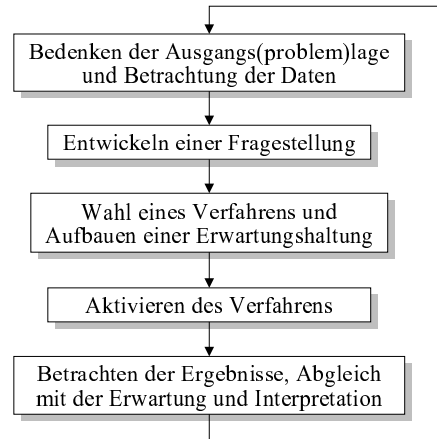 Bedenken der Ausgangs(problem)lage
und Betrachtung der Daten
Entwickeln einer Fragestellung
Wahl eines Verfahrens und
Aufbauen einer Erwartungshaltung
Aktivieren des Verfahrens
Betrachten der Ergebnisse, Abgleich
mit der Erwartung und Interpretation